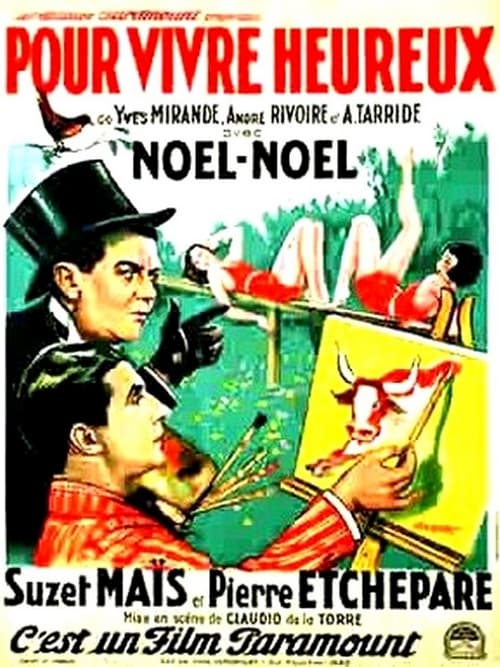 POUR VIVRE HEUREUX
de YVES MIRANDE, ANDRÉ RIVOIRE et A. TARRIDE
avec
NOEL-NOEL
Suzet MAÏS et Pierre ETCHEPARE
Mise en scène de CLAUDIO de la TORRE
C'est un Film Paramount